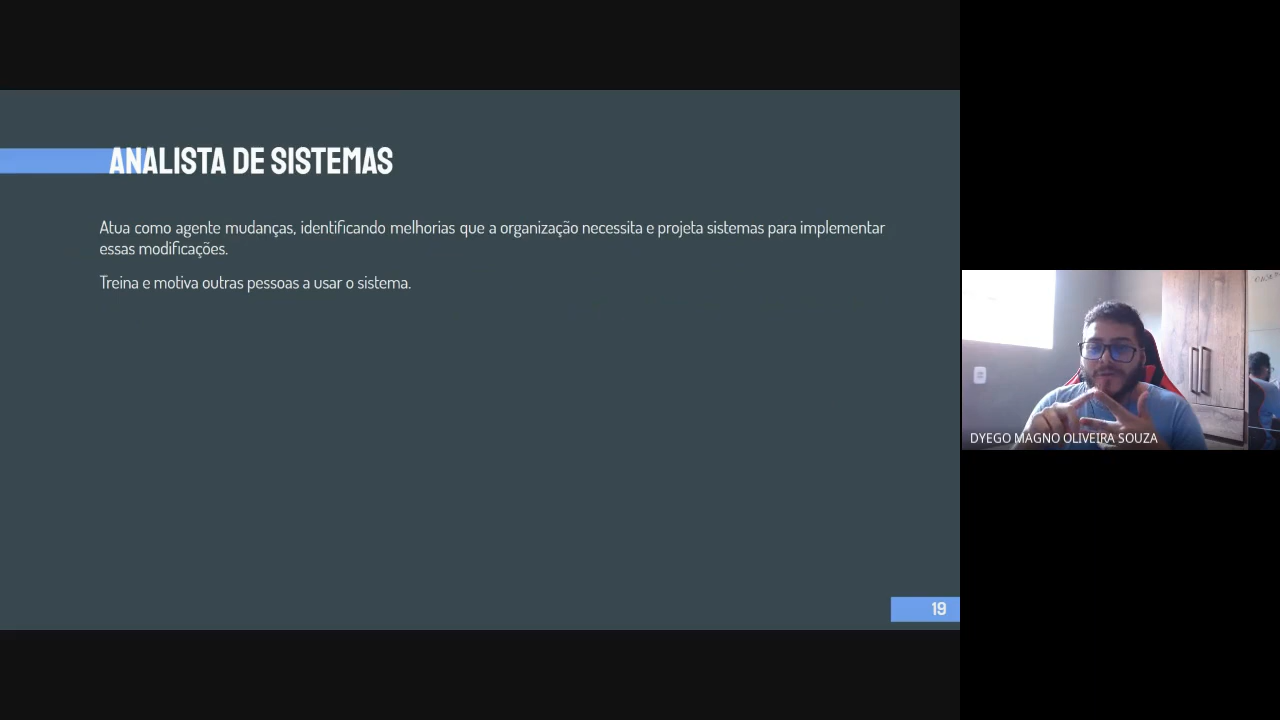 ANALISTA DE SISTEMAS
Atua como agente mudanças, identificando melhorias que a organização necessita e projeta sistemas para implementar
essas modificações.
Treina e motiva outras pessoas a usar o sistema.
DYEGO MAGNO OLIVEIRA SOUZA
19